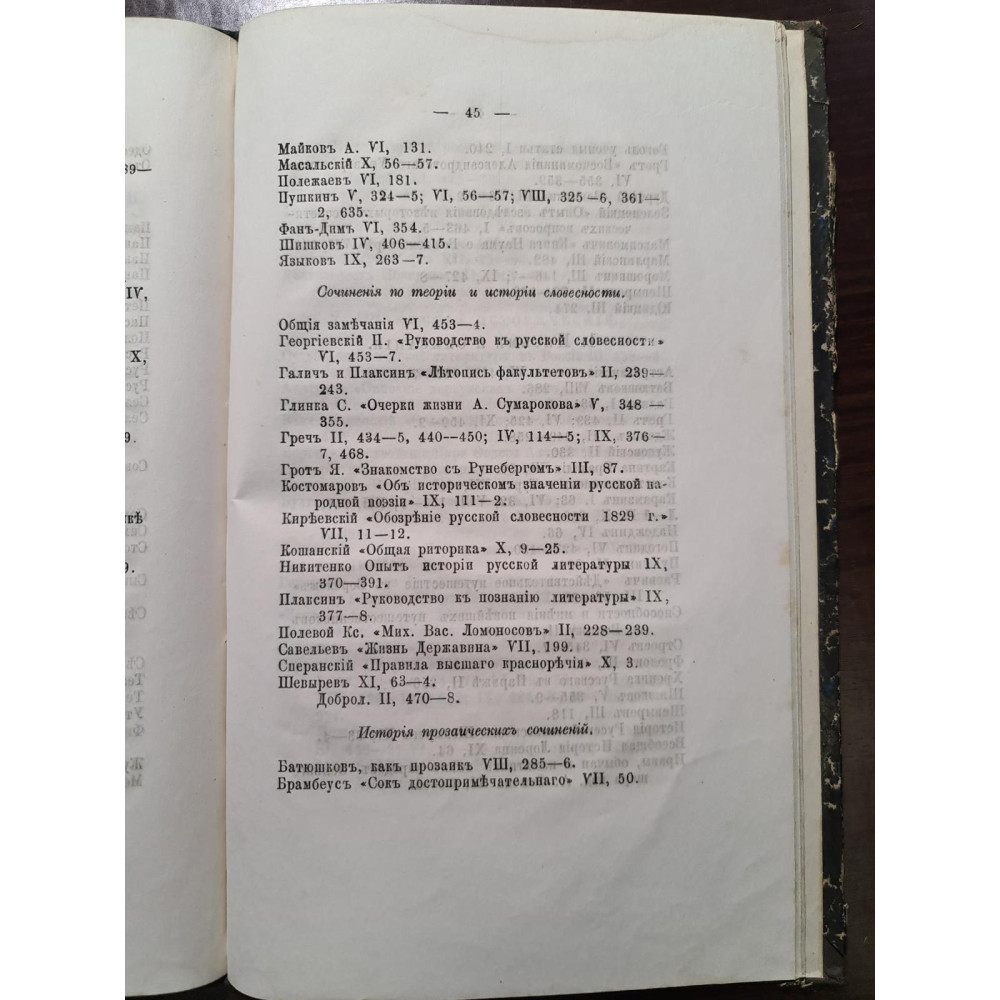 — 45 —
Майковъ А. VI, 131.
Масальскій X, 56—57.
Полежаевъ VI, 181.
Пушкинъ V, 324—5; VI, 56—57; VIII, 325—6, 361—
2, 635.
Фанъ-Димъ VI, 354.
Шишковъ IV, 406—415.
Языковъ IX, 263—7.
Сочиненія по теоріи и исторіи словесности.
Общія замѣчанія VI, 453—4.
Георгіевскій П. «Руководство къ русской словесности»
VI, 453—7.
Галичъ и Плаксинъ «Лѣтопись факультетовъ» II, 239—
243.
Глинка С. «Очерки жизни А. Сумарокова» V, 348 —
355.
Гречъ II, 434—5, 440—450; IV, 114—5; IX, 376—
7, 468.
Гротъ Я. «Знакомство съ Рунебергомъ» III, 87.
Костомаровъ «Объ историческомъ значеніи русской на-
родной поэзіи» IX, 111—2.
Кирѣевскій «Обозрѣніе русской словесности 1829 г.»
VII, 11—12.
Кошанскій «Общая риторика» X, 9—25.
Никитенко Опытъ исторіи русской литературы IX,
370—391.
Плаксинъ «Руководство къ познанію литературы» IX,
377—8.
Полевой Кс. «Мих. Вас. Ломоносовъ» II, 228—239.
Савельевъ «Жизнь Державина» VII, 199.
Сперанскій «Правила высшаго краснорѣчія» X, 3.
Шевыревъ XI, 63—4.
Доброл. II, 470—8.
Исторія прозаическихъ сочиненій.
Батюшковъ, какъ прозаикъ VIII, 285—6.
Брамбеусъ «Сокъ достопримѣчательнаго» VII, 50.